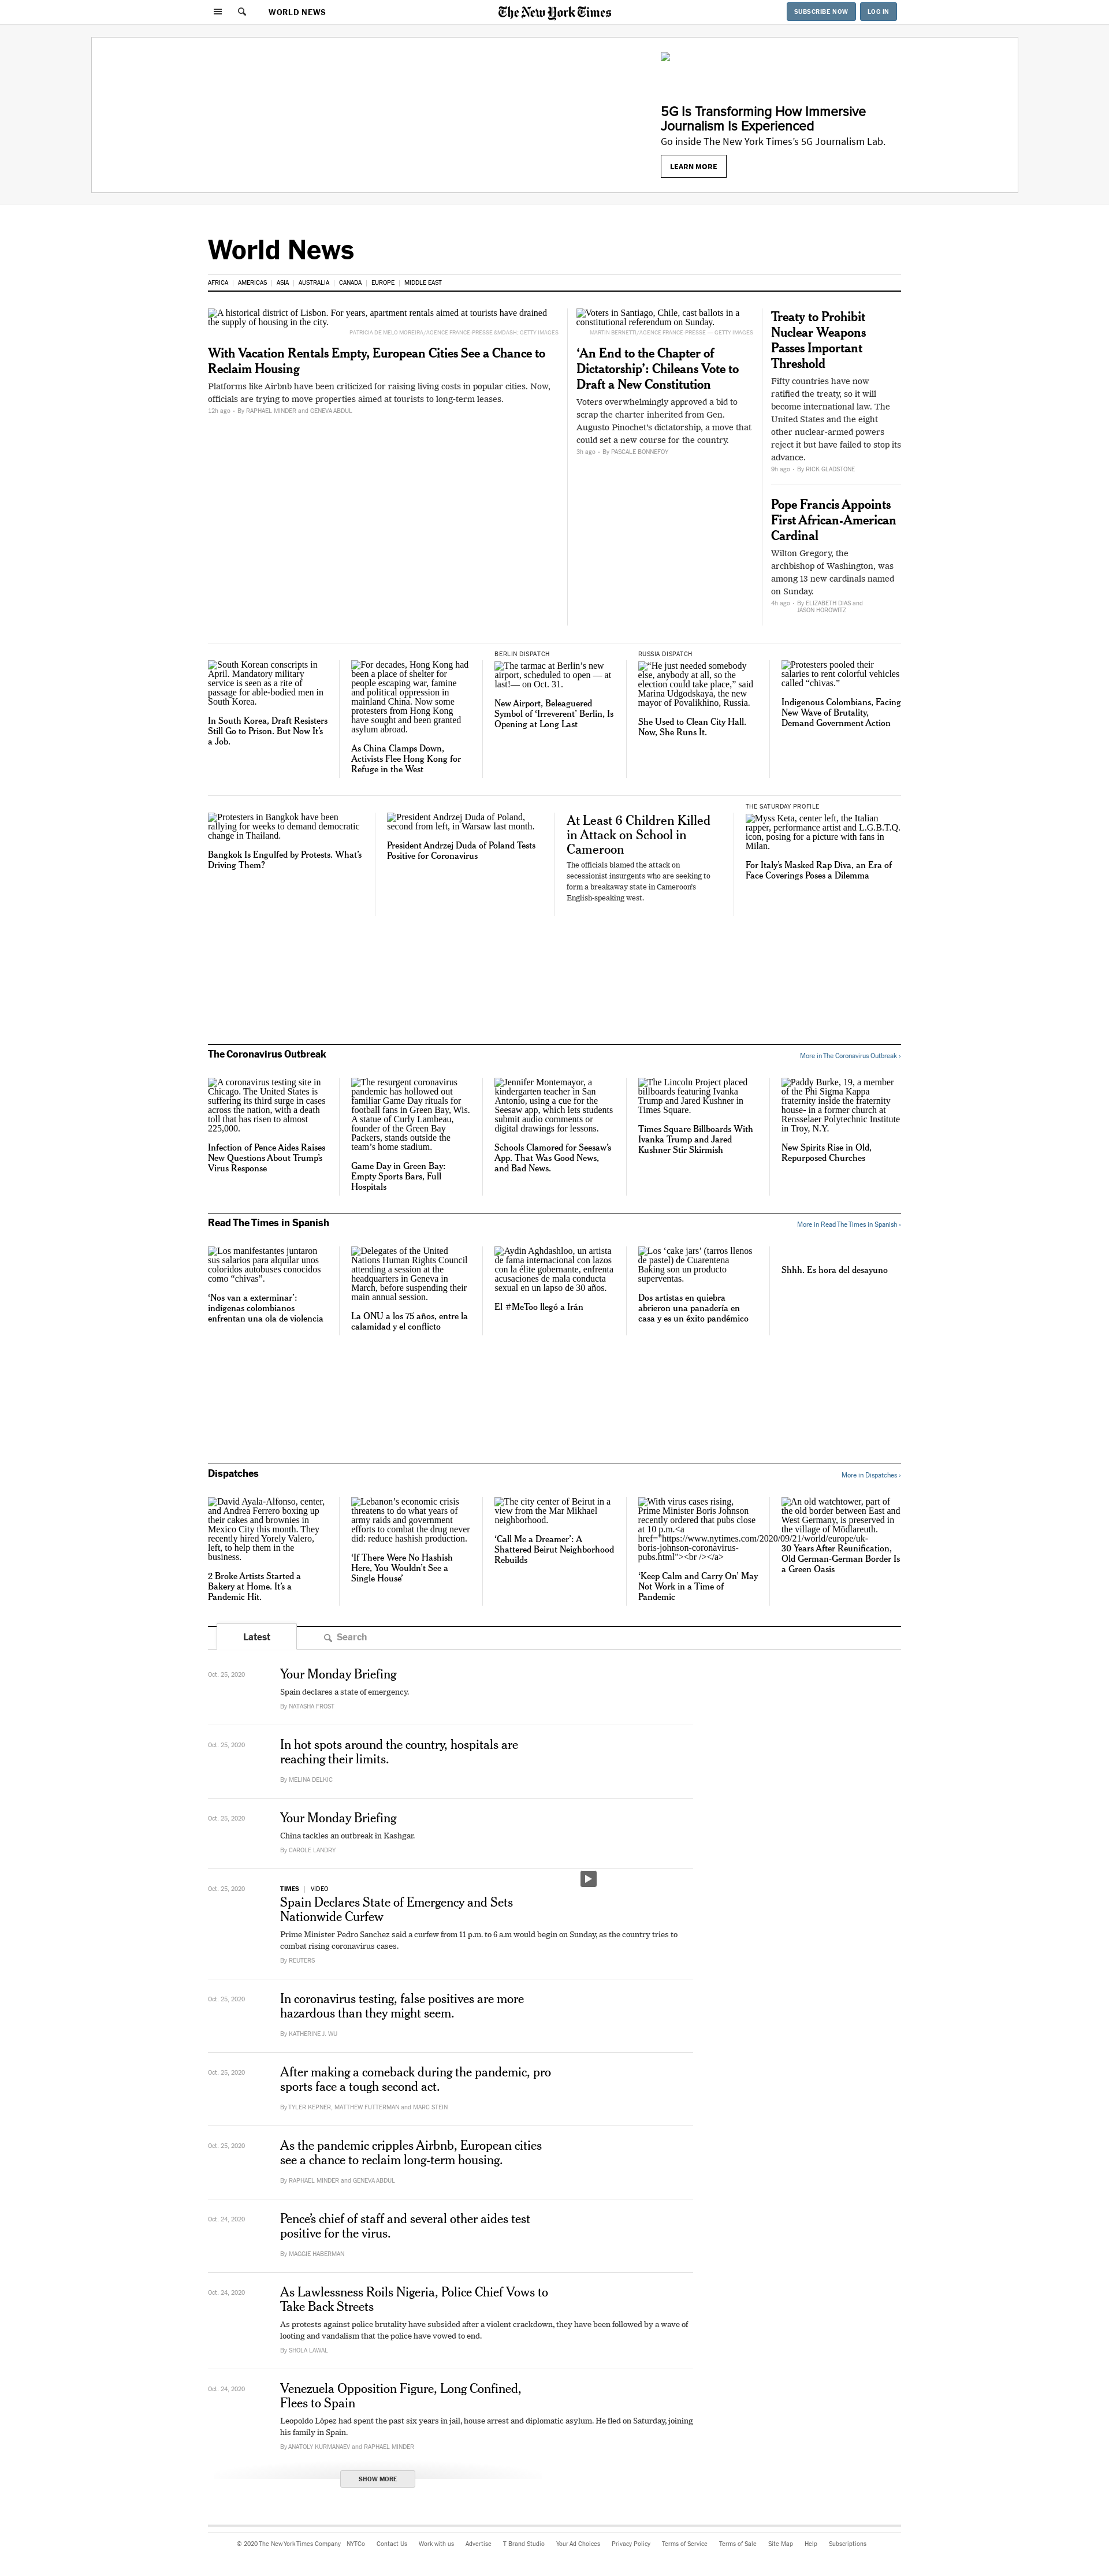 WORLD NEWS
The New York Times
SUBSCRIBE NOW
LOG IN
5G Is Transforming How Immersive
Journalism Is Experienced
Go inside The New York Times's 5G Journalism Lab.
LEARN MORE
World News
AFRICA
AMERICAS
ASIA
AUSTRALIA
CANADA
EUROPE
MIDDLE EAST
A historical district of Lisbon. For years, apartment rentals aimed at tourists have drained
the supply of housing in the city.
PATRICIA DE MELO MOREIRA/AGENCE FRANCE-PRESSE &MDASH; GETTY IMAGES
With Vacation Rentals Empty, European Cities See a Chance to
Reclaim Housing
Platforms like Airbnb have been criticized for raising living costs in popular cities. Now,
officials are trying to move properties aimed at tourists to long-term leases.
12h ago - By RAPHAEL MINDER and GENEVA ABDUL
Voters in Santiago, Chile, cast ballots in a
constitutional referendum on Sunday.
MARTIN BERNETTI/AGENCE FRANCE-PRESSE — GETTY IMAGES
‘An End to the Chapter of
Dictatorship’: Chileans Vote to
Draft a New Constitution
Voters overwhelmingly approved a bid to
scrap the charter inherited from Gen.
Augusto Pinochet's dictatorship, a move that
could set a new course for the country.
3h ago - By PASCALE BONNEFOY
Treaty to Prohibit
Nuclear Weapons
Passes Important
Threshold
Fifty countries have now
ratified the treaty, so it will
become international law. The
United States and the eight
other nuclear-armed powers
reject it but have failed to stop its
advance.
9h ago - By RICK GLADSTONE
Pope Francis Appoints
First African-American
Cardinal
Wilton Gregory, the
archbishop of Washington, was
among 13 new cardinals named
on Sunday.
4h ago - By ELIZABETH DIAS and
JASON HOROWITZ
South Korean conscripts in
April. Mandatory military
service is seen as a rite of
passage for able-bodied men in
South Korea.
In South Korea, Draft Resisters
Still Go to Prison. But Now It’s
a Job.
For decades, Hong Kong had
been a place of shelter for
people escaping war, famine
and political oppression in
mainland China. Now some
protesters from Hong Kong
have sought and been granted
asylum abroad.
As China Clamps Down,
Activists Flee Hong Kong for
Refuge in the West
BERLIN DISPATCH
The tarmac at Berlin’s new
airport, scheduled to open — at
last!— on Oct. 31.
New Airport, Beleaguered
Symbol of ‘Irreverent’ Berlin, Is
Opening at Long Last
RUSSIA DISPATCH
“He just needed somebody
else, anybody at all, so the
election could take place,” said
Marina Udgodskaya, the new
mayor of Povalikhino, Russia.
She Used to Clean City Hall.
Now, She Runs It.
Protesters pooled their
salaries to rent colorful vehicles
called “chivas.”
Indigenous Colombians, Facing
New Wave of Brutality,
Demand Government Action
Protesters in Bangkok have been
rallying for weeks to demand democratic
change in Thailand.
Bangkok Is Engulfed by Protests. What’s
Driving Them?
President Andrzej Duda of Poland,
second from left, in Warsaw last month.
President Andrzej Duda of Poland Tests
Positive for Coronavirus
At Least 6 Children Killed
in Attack on School in
Cameroon
The officials blamed the attack on
secessionist insurgents who are seeking to
form a breakaway state in Cameroon’s
English-speaking west.
THE SATURDAY PROFILE
Myss Keta, center left, the Italian
rapper, performance artist and L.G.B.T.Q.
icon, posing for a picture with fans in
Milan.
For Italy’s Masked Rap Diva, an Era of
Face Coverings Poses a Dilemma
The Coronavirus Outbreak
More in The Coronavirus Outbreak ›
A coronavirus testing site in
Chicago. The United States is
suffering its third surge in cases
across the nation, with a death
toll that has risen to almost
225,000.
Infection of Pence Aides Raises
New Questions About Trump’s
Virus Response
The resurgent coronavirus
pandemic has hollowed out
familiar Game Day rituals for
football fans in Green Bay, Wis.
A statue of Curly Lambeau,
founder of the Green Bay
Packers, stands outside the
team’s home stadium.
Game Day in Green Bay:
Empty Sports Bars, Full
Hospitals
Jennifer Montemayor, a
kindergarten teacher in San
Antonio, using a cue for the
Seesaw app, which lets students
submit audio comments or
digital drawings for lessons.
Schools Clamored for Seesaw’s
App. That Was Good News,
and Bad News.
The Lincoln Project placed
billboards featuring Ivanka
Trump and Jared Kushner in
Times Square.
Times Square Billboards With
Ivanka Trump and Jared
Kushner Stir Skirmish
Paddy Burke, 19, a member
of the Phi Sigma Kappa
fraternity inside the fraternity
house- in a former church at
Rensselaer Polytechnic Institute
in Troy, N.Y.
New Spirits Rise in Old,
Repurposed Churches
Read The Times in Spanish
More in Read The Times in Spanish ›
Los manifestantes juntaron
sus salarios para alquilar unos
coloridos autobuses conocidos
como “chivas”.
‘Nos van a exterminar’:
indígenas colombianos
enfrentan una ola de violencia
Delegates of the United
Nations Human Rights Council
attending a session at the
headquarters in Geneva in
March, before suspending their
main annual session.
La ONU a los 75 años, entre la
calamidad y el conflicto
Aydin Aghdashloo, un artista
de fama internacional con lazos
con la élite gobernante, enfrenta
acusaciones de mala conducta
sexual en un lapso de 30 años.
El #MeToo llegó a Irán
Los ‘cake jars’ (tarros llenos
de pastel) de Cuarentena
Baking son un producto
superventas.
Dos artistas en quiebra
abrieron una panadería en
casa y es un éxito pandémico
Shhh. Es hora del desayuno
Dispatches
More in Dispatches ›
David Ayala-Alfonso, center,
and Andrea Ferrero boxing up
their cakes and brownies in
Mexico City this month. They
recently hired Yorely Valero,
left, to help them in the
business.
2 Broke Artists Started a
Bakery at Home. It’s a
Pandemic Hit.
Lebanon’s economic crisis
threatens to do what years of
army raids and government
efforts to combat the drug never
did: reduce hashish production.
‘If There Were No Hashish
Here, You Wouldn’t See a
Single House’
The city center of Beirut in a
view from the Mar Mikhael
neighborhood.
‘Call Me a Dreamer’: A
Shattered Beirut Neighborhood
Rebuilds
With virus cases rising,
Prime Minister Boris Johnson
recently ordered that pubs close
at 10 p.m.<a
href="https://www.nytimes.com/2020/09/21/world/europe/uk-
boris-johnson-coronavirus-
pubs.html"><br /></a>
‘Keep Calm and Carry On’ May
Not Work in a Time of
Pandemic
An old watchtower, part of
the old border between East and
West Germany, is preserved in
the village of Mödlareuth.
30 Years After Reunification,
Old German-German Border Is
a Green Oasis
Latest
Search
Oct. 25, 2020
Your Monday Briefing
Spain declares a state of emergency.
By NATASHA FROST
Oct. 25, 2020
In hot spots around the country, hospitals are
reaching their limits.
By MELINA DELKIC
Oct. 25, 2020
Your Monday Briefing
China tackles an outbreak in Kashgar.
By CAROLE LANDRY
Oct. 25, 2020
TIMES | VIDEO
Spain Declares State of Emergency and Sets
Nationwide Curfew
Prime Minister Pedro Sanchez said a curfew from 11 p.m. to 6 a.m would begin on Sunday, as the country tries to
combat rising coronavirus cases.
By REUTERS
Oct. 25, 2020
In coronavirus testing, false positives are more
hazardous than they might seem.
By KATHERINE J. WU
Oct. 25, 2020
After making a comeback during the pandemic, pro
sports face a tough second act.
By TYLER KEPNER, MATTHEW FUTTERMAN and MARC STEIN
Oct. 25, 2020
As the pandemic cripples Airbnb, European cities
see a chance to reclaim long-term housing.
By RAPHAEL MINDER and GENEVA ABDUL
Oct. 24, 2020
Pence’s chief of staff and several other aides test
positive for the virus.
By MAGGIE HABERMAN
Oct. 24, 2020
As Lawlessness Roils Nigeria, Police Chief Vows to
Take Back Streets
As protests against police brutality have subsided after a violent crackdown, they have been followed by a wave of
looting and vandalism that the police have vowed to end.
By SHOLA LAWAL
Oct. 24, 2020
Venezuela Opposition Figure, Long Confined,
Flees to Spain
Leopoldo López had spent the past six years in jail, house arrest and diplomatic asylum. He fled on Saturday, joining
his family in Spain.
By ANATOLY KURMANAEV and RAPHAEL MINDER
SHOW MORE
© 2020 The New York Times Company
NYTCo
Contact Us
Work with us
Advertise
T Brand Studio
Your Ad Choices
Privacy Policy
Terms of Service
Terms of Sale
Site Map
Help
Subscriptions